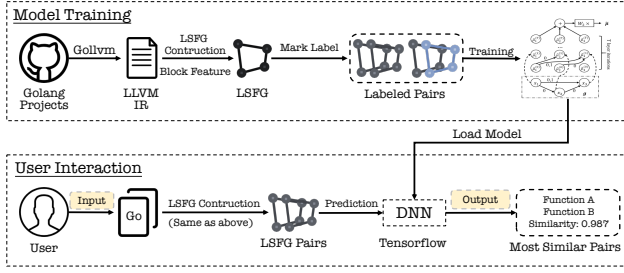 Model Training
Gollvm
Golang
Projects
LLVM
IR
LSFG
Contruction
Block Feature
LSFG
Mark Label
Labeled Pairs
Training
Load Model
User Interaction
User
Input
Go
LSFG Contruction
(Same as above)
LSFG Pairs
Prediction
DNN
Tensorflow
Output
Function A
Function B
Similarity: 0.987
Most Similar Pairs